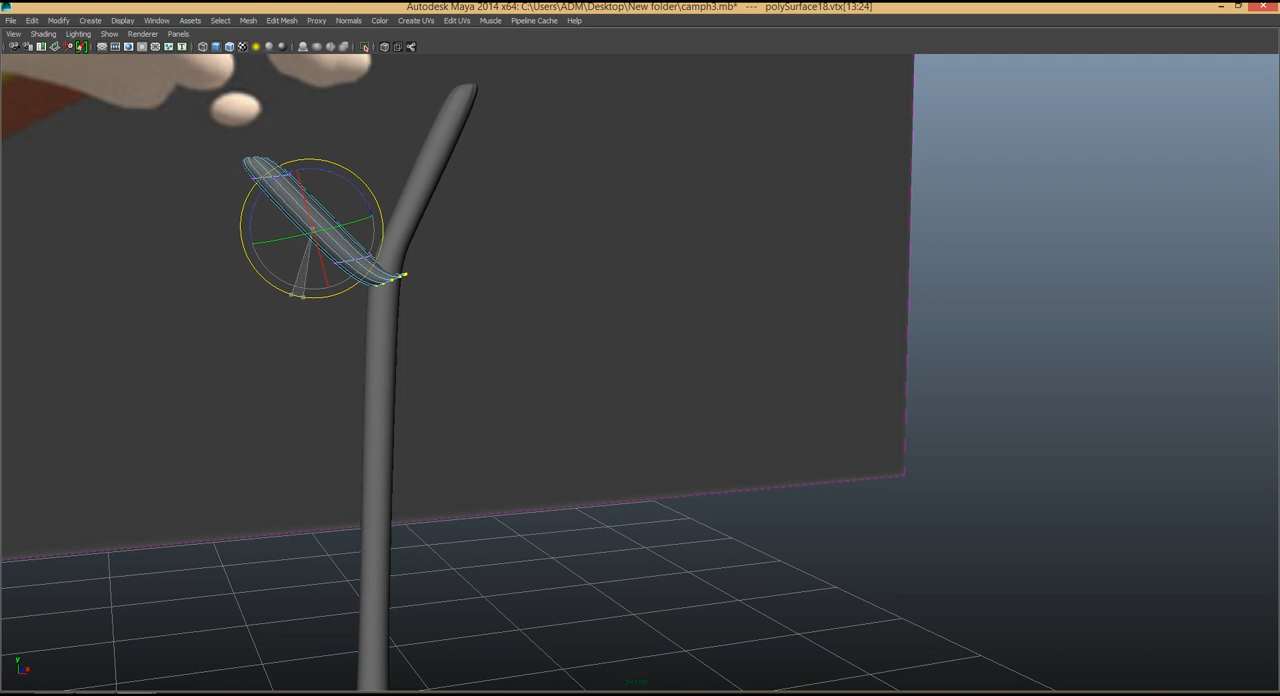 Autodesk Maya 2014 x64: C:\Users\ADM\Desktop\New folder\camph3.mb* --- polySurface18.vtx[13:24]
File Edit Modify Create Display Window Assets Select Mesh Edit Mesh Proxy Normals Color Create UVs Edit UVs Muscle Pipeline Cache Help
View Shading Lighting Show Renderer Panels
y
persp